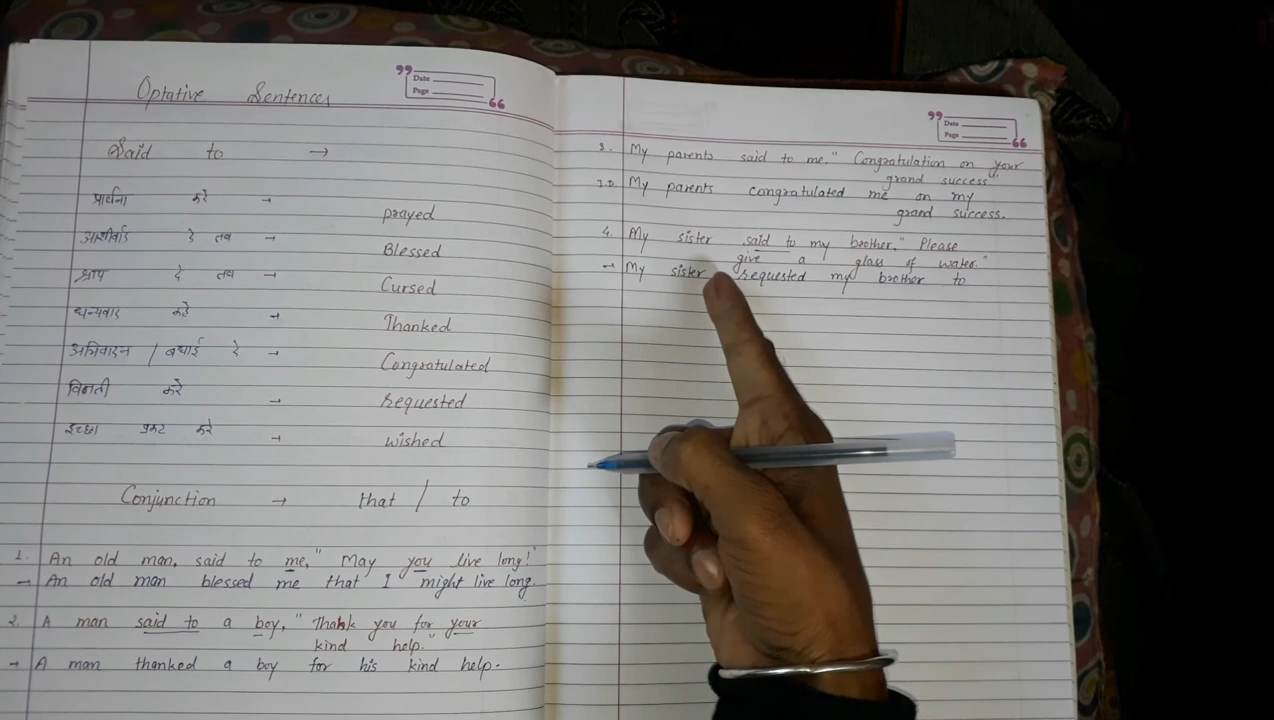 Optative Sentences
Date
Page
Said to →
प्रार्थना करे → prayed
आशीर्वाद दे तब → Blessed
श्राप दे तब → Cursed
धन्यवाद कहे → Thanked
अभिवादन / बधाई दे → Congratulated
विनती करे → requested
इच्छा प्रकट करे → wished
Conjunction → that / to
1. An old man, said to me, " May you live long!"
→ An old man blessed me that I might live long.
2. A man said to a boy, " Thank you for your
kind help."
→ A man thanked a boy for his kind help.
Date
Page
3. My parents said to me." Congratulation on your
grand success"
I.D. My parents congratulated me on my
grand success.
4. My sister said to my brother," Please
give a glass of water."
→ My sister requested my brother to